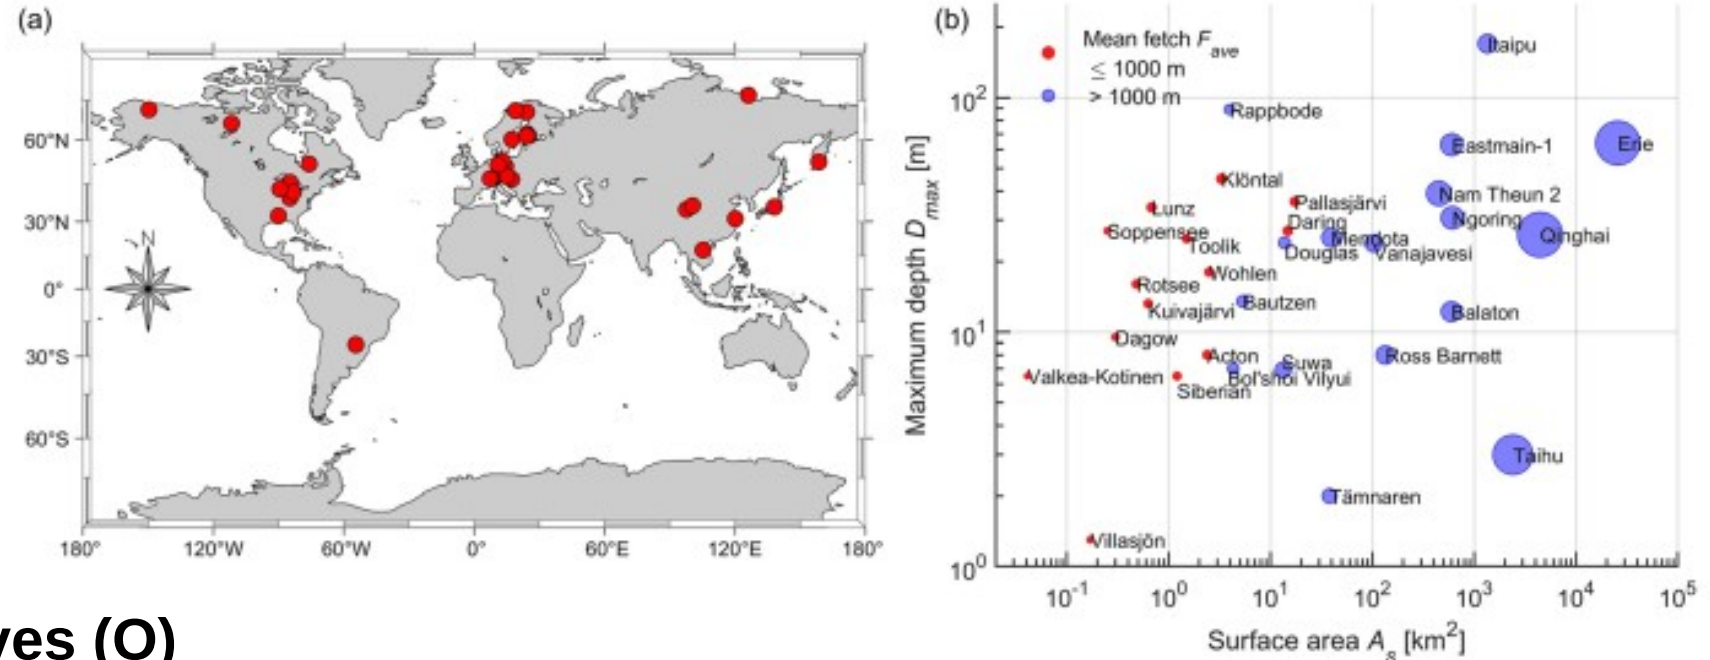 (a)
N
60°N
30°N
0°
30°S
60°S
180°
120°W
60°W
0°
60°E
120°E
180°
(b)
Mean fetch F_ave
≤ 1000 m
> 1000 m
Maximum depth D_max [m]
10^2
10^1
10^0
Itaipu
Rappbode
Eastmain-1
Erie
Klöntal
Nam Theun 2
Pallasjärvi
Lunz
Ngoring
Daring
Soppensee
Mendota
Qinghai
Toolik
Douglas
Vanajavesi
Wohlen
Rotsee
Bautzen
Kuivajärvi
Balaton
Dagow
Acton
Ross Barnett
Suwa
Valkea-Kotinen
Bol'shoi Vilyui
Siberian
Taihu
Tämnaren
Villasjön
10^-1
10^0
10^1
10^2
10^3
10^4
10^5
Surface area A_s [km^2]
ves (O)